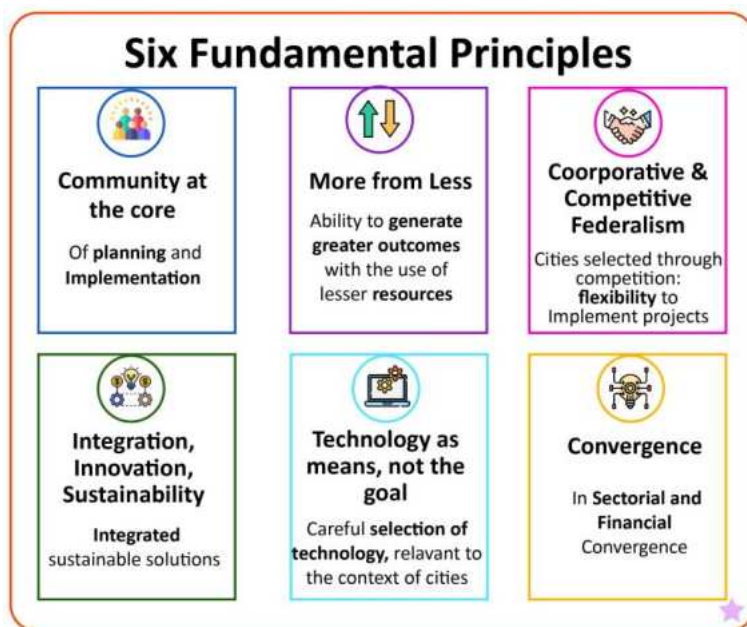 Six Fundamental Principles
Community at
the core
Of planning and
Implementation
More from Less
Ability to generate
greater outcomes
with the use of
lesser resources
Coorporative &
Competitive
Federalism
Cities selected through
competition:
flexibility to
Implement projects
Integration,
Innovation,
Sustainability
Integrated
sustainable solutions
Technology as
means, not the
goal
Careful selection of
technology, relavant to
the context of cities
Convergence
In Sectorial and
Financial
Convergence